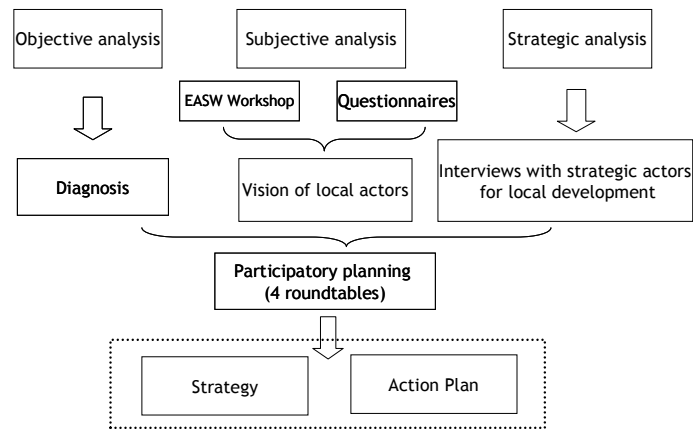 Objective analysis
Subjective analysis
Strategic analysis
EASW Workshop
Questionnaires
Diagnosis
Vision of local actors
Interviews with strategic actors
for local development
Participatory planning
(4 roundtables)
Strategy
Action Plan